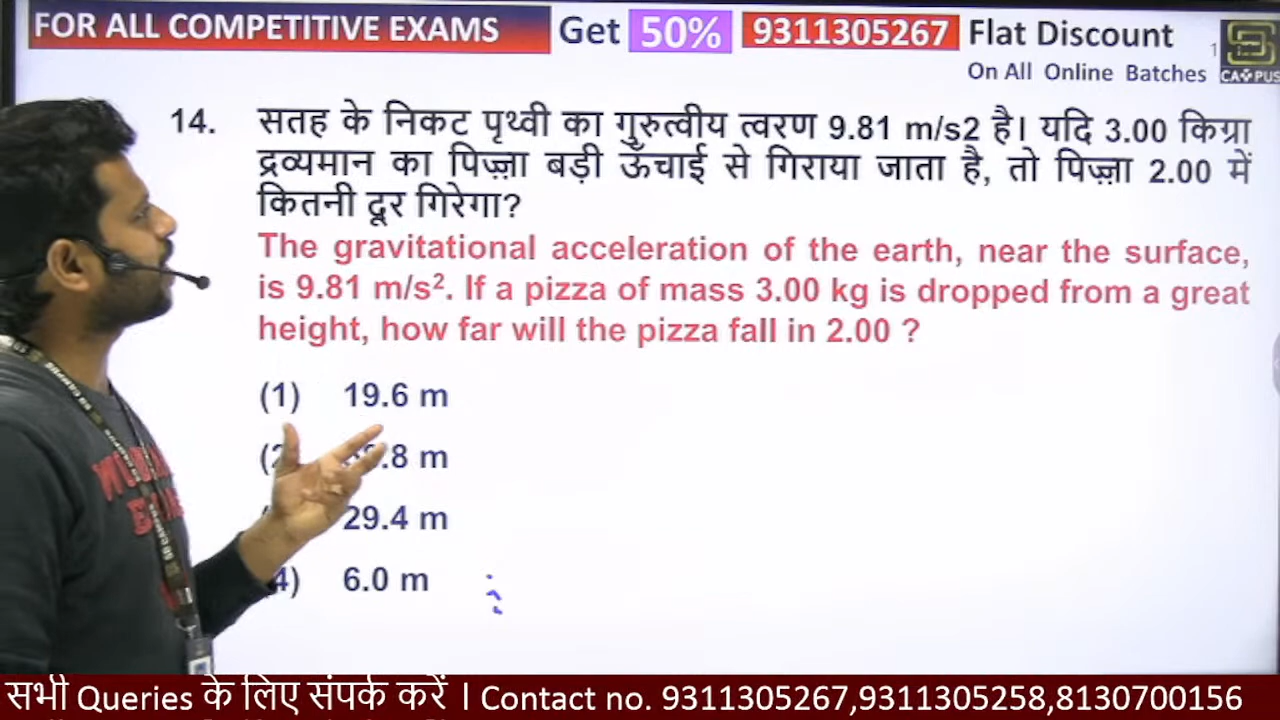 FOR ALL COMPETITIVE EXAMS Get 50% 9311305267 Flat Discount
On All Online Batches
CAMPUS
14. सतह के निकट पृथ्वी का गुरुत्वीय त्वरण 9.81 m/s2 है। यदि 3.00 किग्रा
द्रव्यमान का पिज़्ज़ा बड़ी ऊँचाई से गिराया जाता है, तो पिज़्ज़ा 2.00 में
कितनी दूर गिरेगा?
The gravitational acceleration of the earth, near the surface,
is 9.81 m/s². If a pizza of mass 3.00 kg is dropped from a great
height, how far will the pizza fall in 2.00 ?
(1) 19.6 m
.8 m
29.4 m
4) 6.0 m
सभी Queries के लिए संपर्क करें । Contact no. 9311305267,9311305258,8130700156